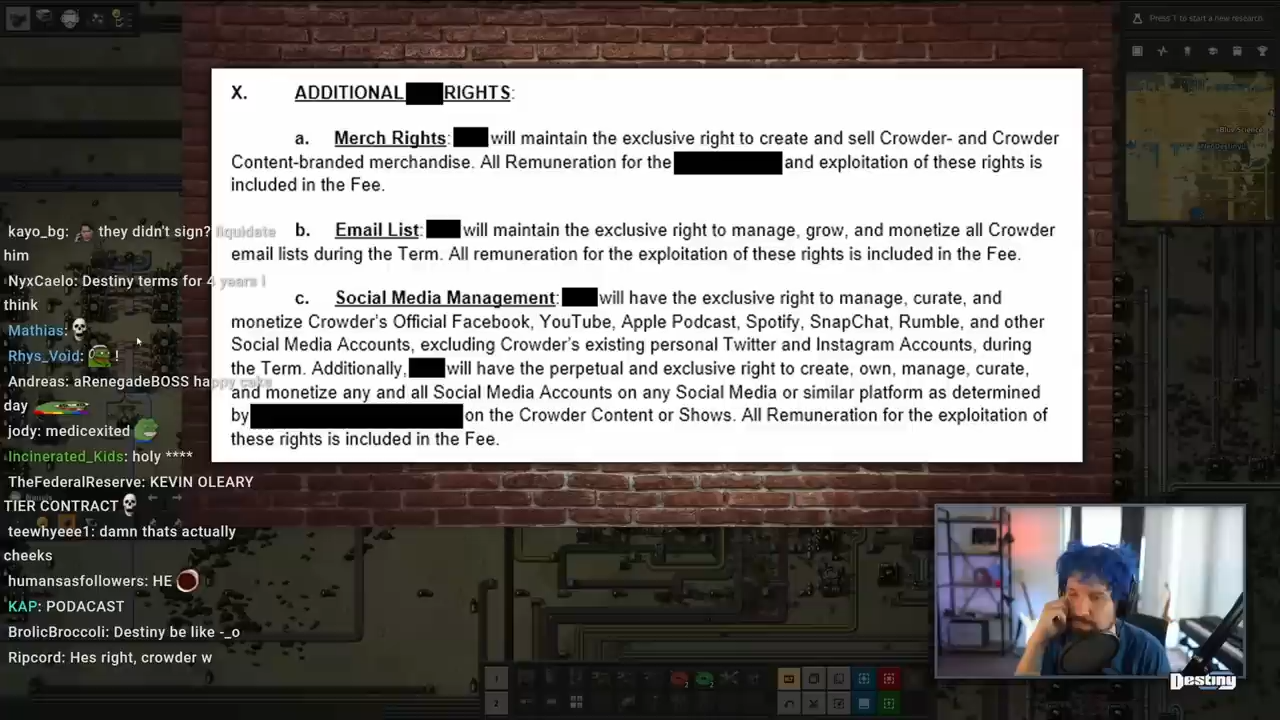 Press T to start a new research.
X. ADDITIONAL RIGHTS:
a. Merch Rights: will maintain the exclusive right to create and sell Crowder- and Crowder
Content-branded merchandise. All Remuneration for the and exploitation of these rights is
included in the Fee.
b. Email List: will maintain the exclusive right to manage, grow, and monetize all Crowder
email lists during the Term. All remuneration for the exploitation of these rights is included in the Fee.
c. Social Media Management: will have the exclusive right to manage, curate, and
monetize Crowder's Official Facebook, YouTube, Apple Podcast, Spotify, SnapChat, Rumble, and other
Social Media Accounts, excluding Crowder's existing personal Twitter and Instagram Accounts, during
the Term. Additionally, will have the perpetual and exclusive right to create, own, manage, curate,
and monetize any and all Social Media Accounts on any Social Media or similar platform as determined
by on the Crowder Content or Shows. All Remuneration for the exploitation of
these rights is included in the Fee.
kayo_bg: they didn't sign? liquidate
him
NyxCaelo: Destiny terms for 4 years I
think
Mathias:
Rhys_Void: !
Andreas: aRenegadeBOSS happy cake
day
jody: medicexited
Incinerated_Kids: holy ****
TheFederalReserve: KEVIN OLEARY
TIER CONTRACT
teewhyeee1: damn thats actually
cheeks
humansasfollowers: HE
KAP: PODACAST
BrolicBroccoli: Destiny be like -_o
Ripcord: Hes right, crowder w
1
2
Destiny